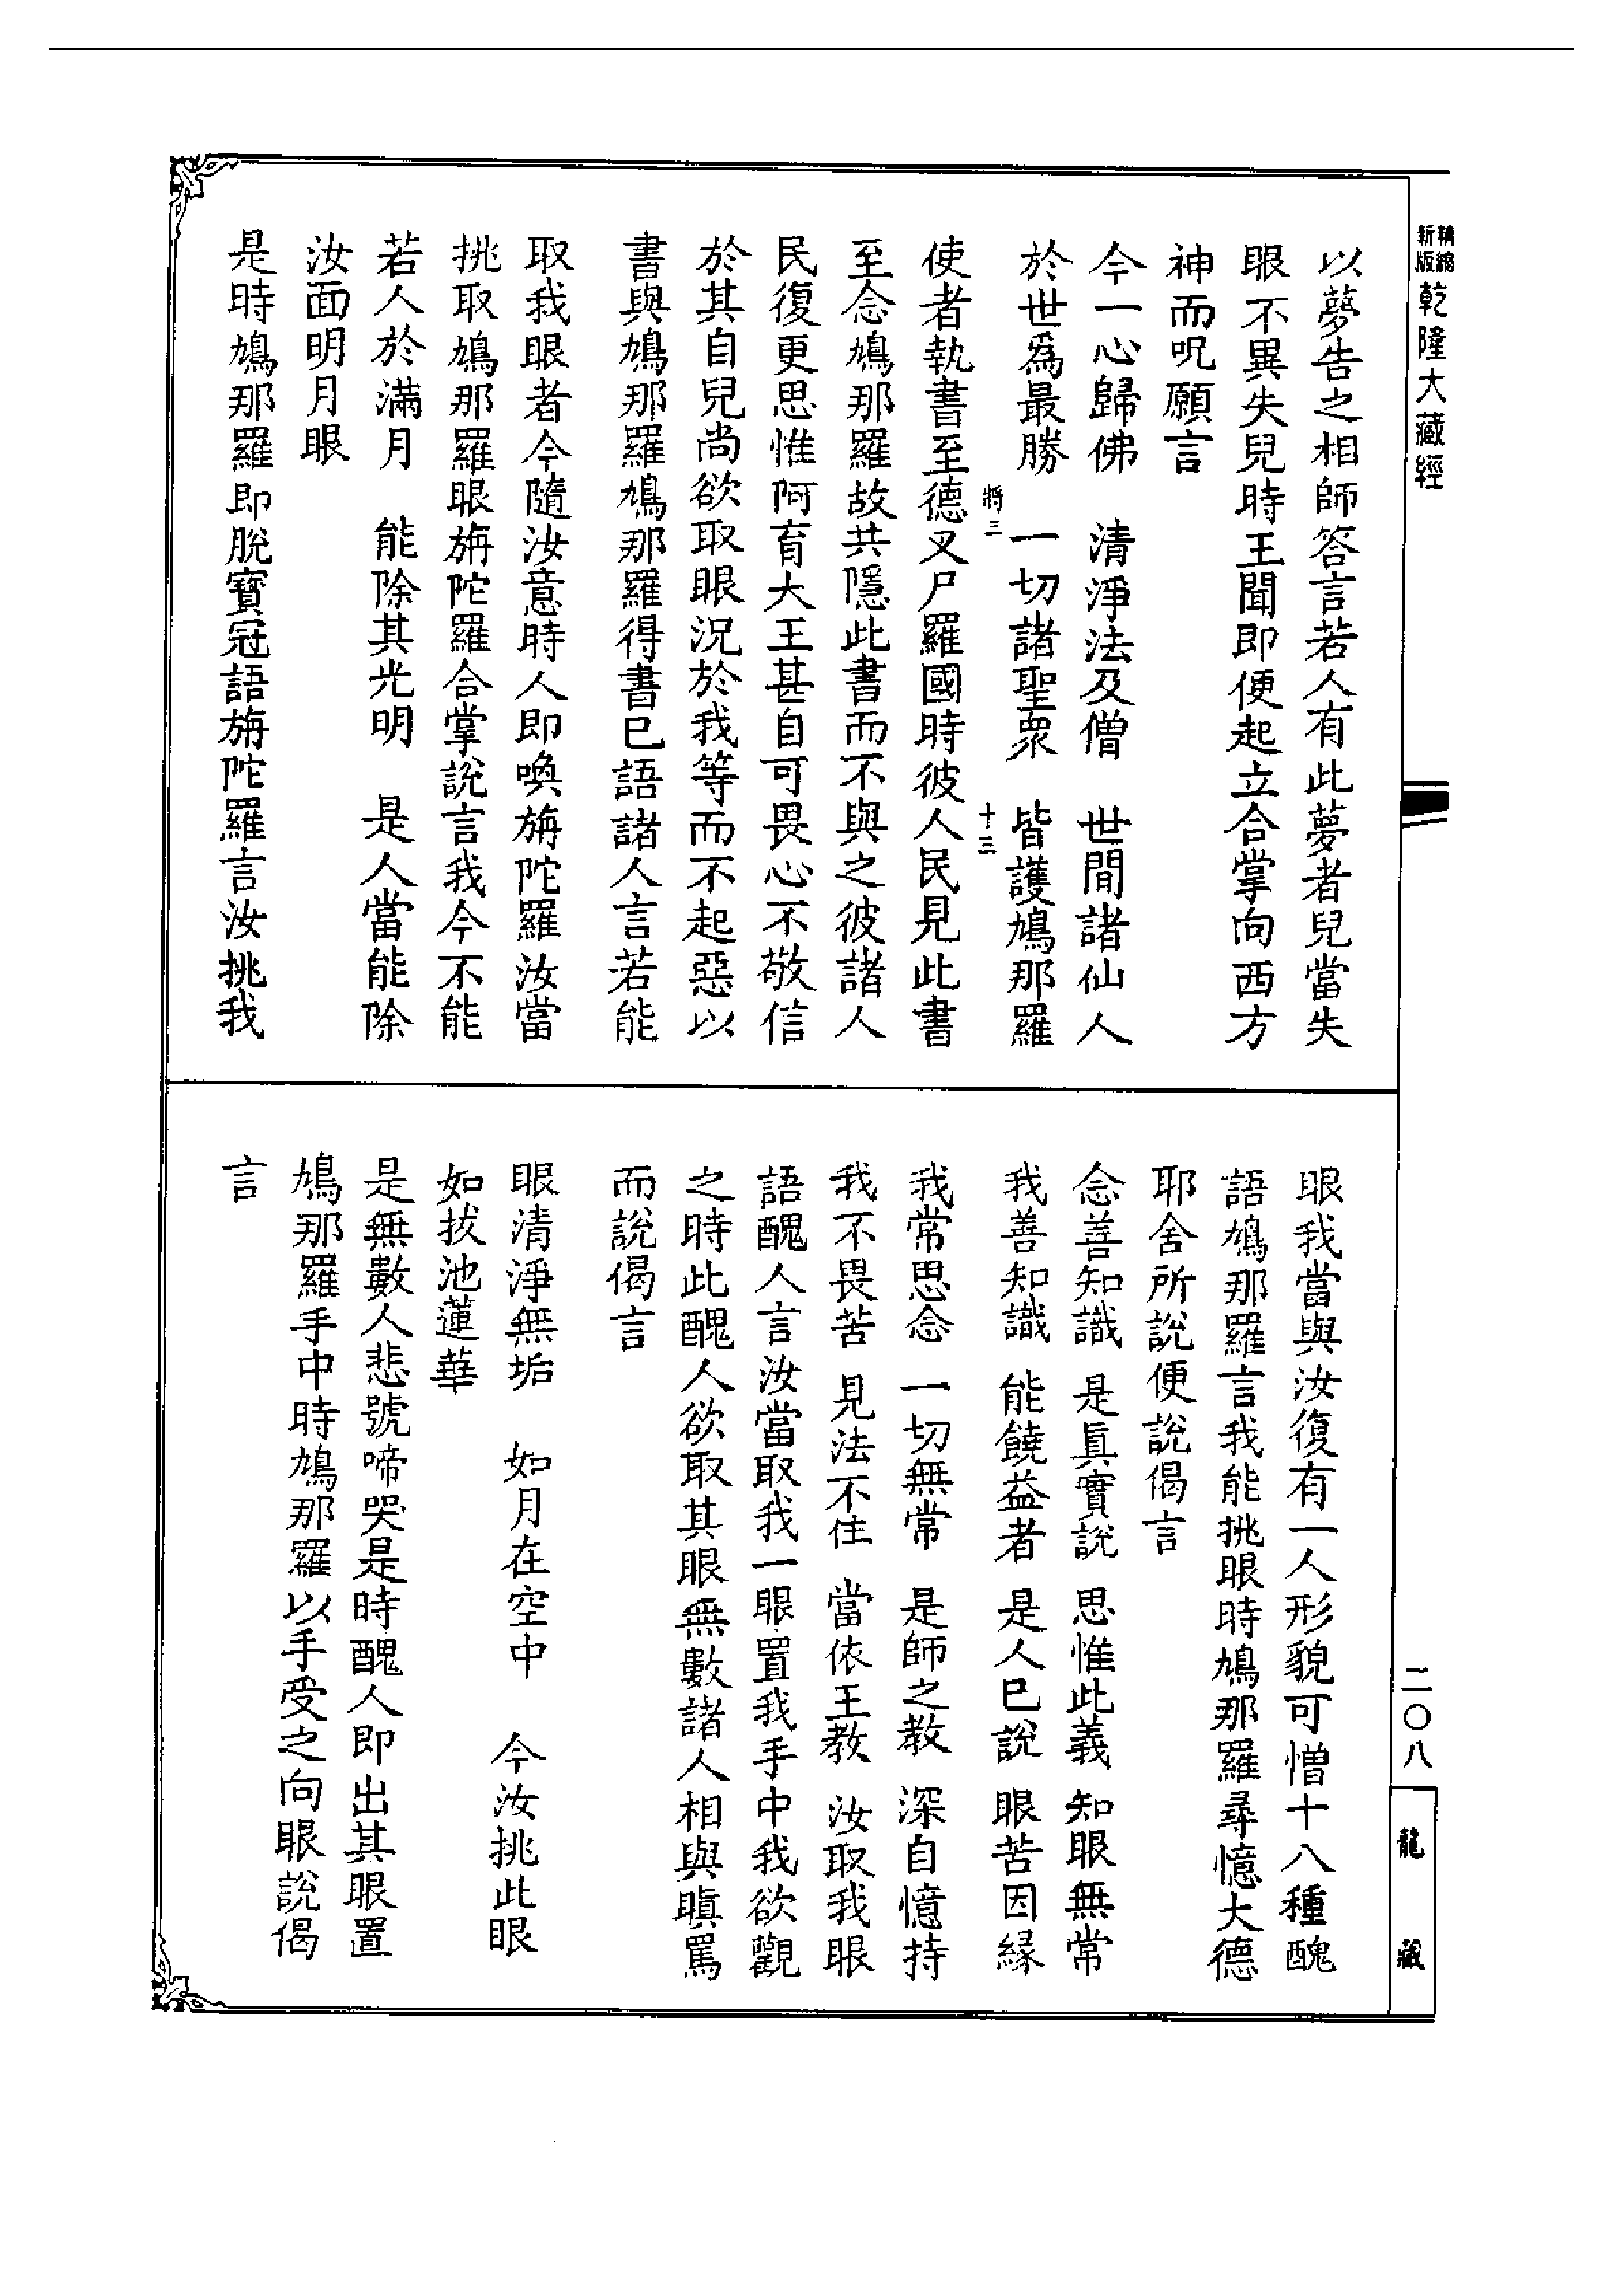 新版
精縮
乾隆大藏經
以夢告之相師答言若人有此夢者兒當失
眼不異失兒時王聞即便起立合掌向西方
神而呪願言
今一心歸佛　清淨法及僧　世間諸仙人
於世爲最勝　一切諸聖衆　皆護鳩那羅
將三　十三
使者執書至德叉尸羅國時彼人民見此書
至念鳩那羅故共隱此書而不與之彼諸人
民復更思惟阿育大王甚自可畏心不敬信
於其自兒尚欲取眼況於我等而不起惡以
書與鳩那羅鳩那羅得書已語諸人言若能
取我眼者今隨汝意時人即喚旃陀羅汝當
挑取鳩那羅眼旃陀羅合掌說言我今不能
若人於滿月　能除其光明　是人當能除
汝面明月眼
是時鳩那羅即脫寶冠語旃陀羅言汝挑我
眼我當與汝復有一人形貌可憎十八種醜
語鳩那羅言我能挑眼時鳩那羅尋憶大德
耶舍所說便說偈言
念善知識　是眞實說　思惟此義　知眼無常
我善知識　能饒益者　是人已說　眼苦因緣
我常思念　一切無常　是師之教　深自憶持
我不畏苦　見法不住　當依王教　汝取我眼
語醜人言汝當取我一眼置我手中我欲觀
之時此醜人欲取其眼無數諸人相與瞋罵
而說偈言
眼清淨無垢　如月在空中　今汝挑此眼
如拔池蓮華
是無數人悲號啼哭是時醜人即出其眼置
鳩那羅手中時鳩那羅以手受之向眼說偈
言
二〇八
龍藏